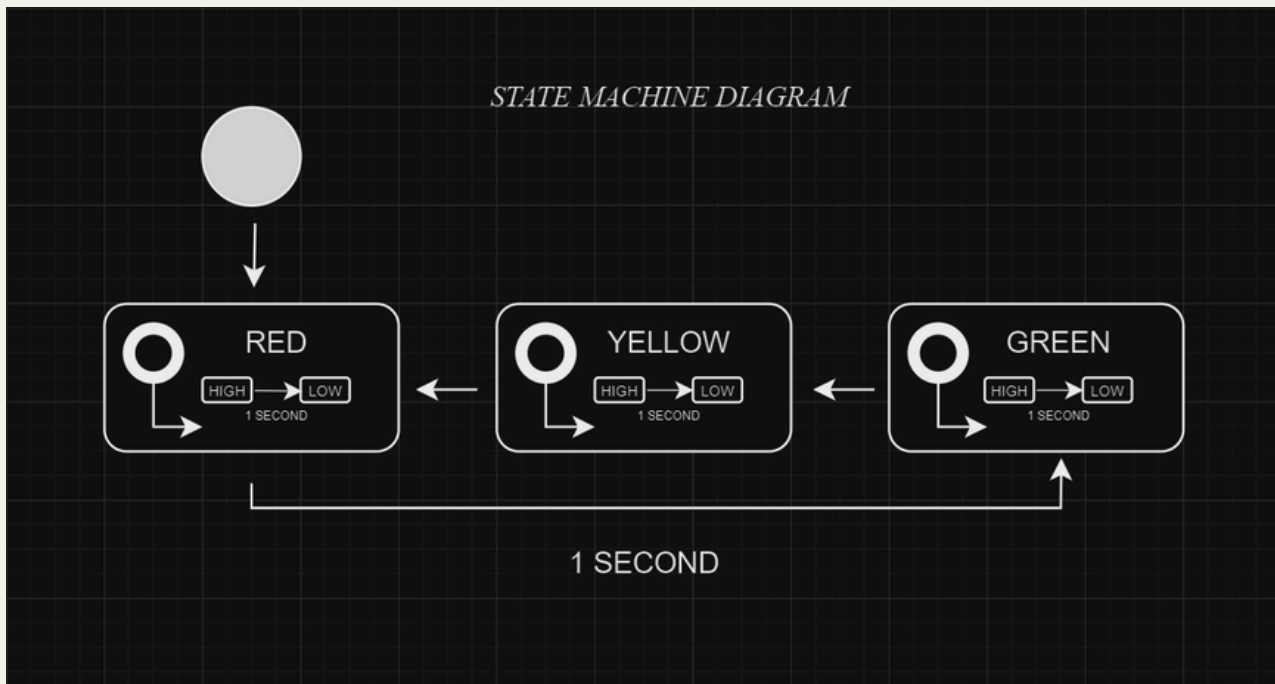 STATE MACHINE DIAGRAM
RED
HIGH LOW
1 SECOND
YELLOW
HIGH LOW
1 SECOND
GREEN
HIGH LOW
1 SECOND
1 SECOND